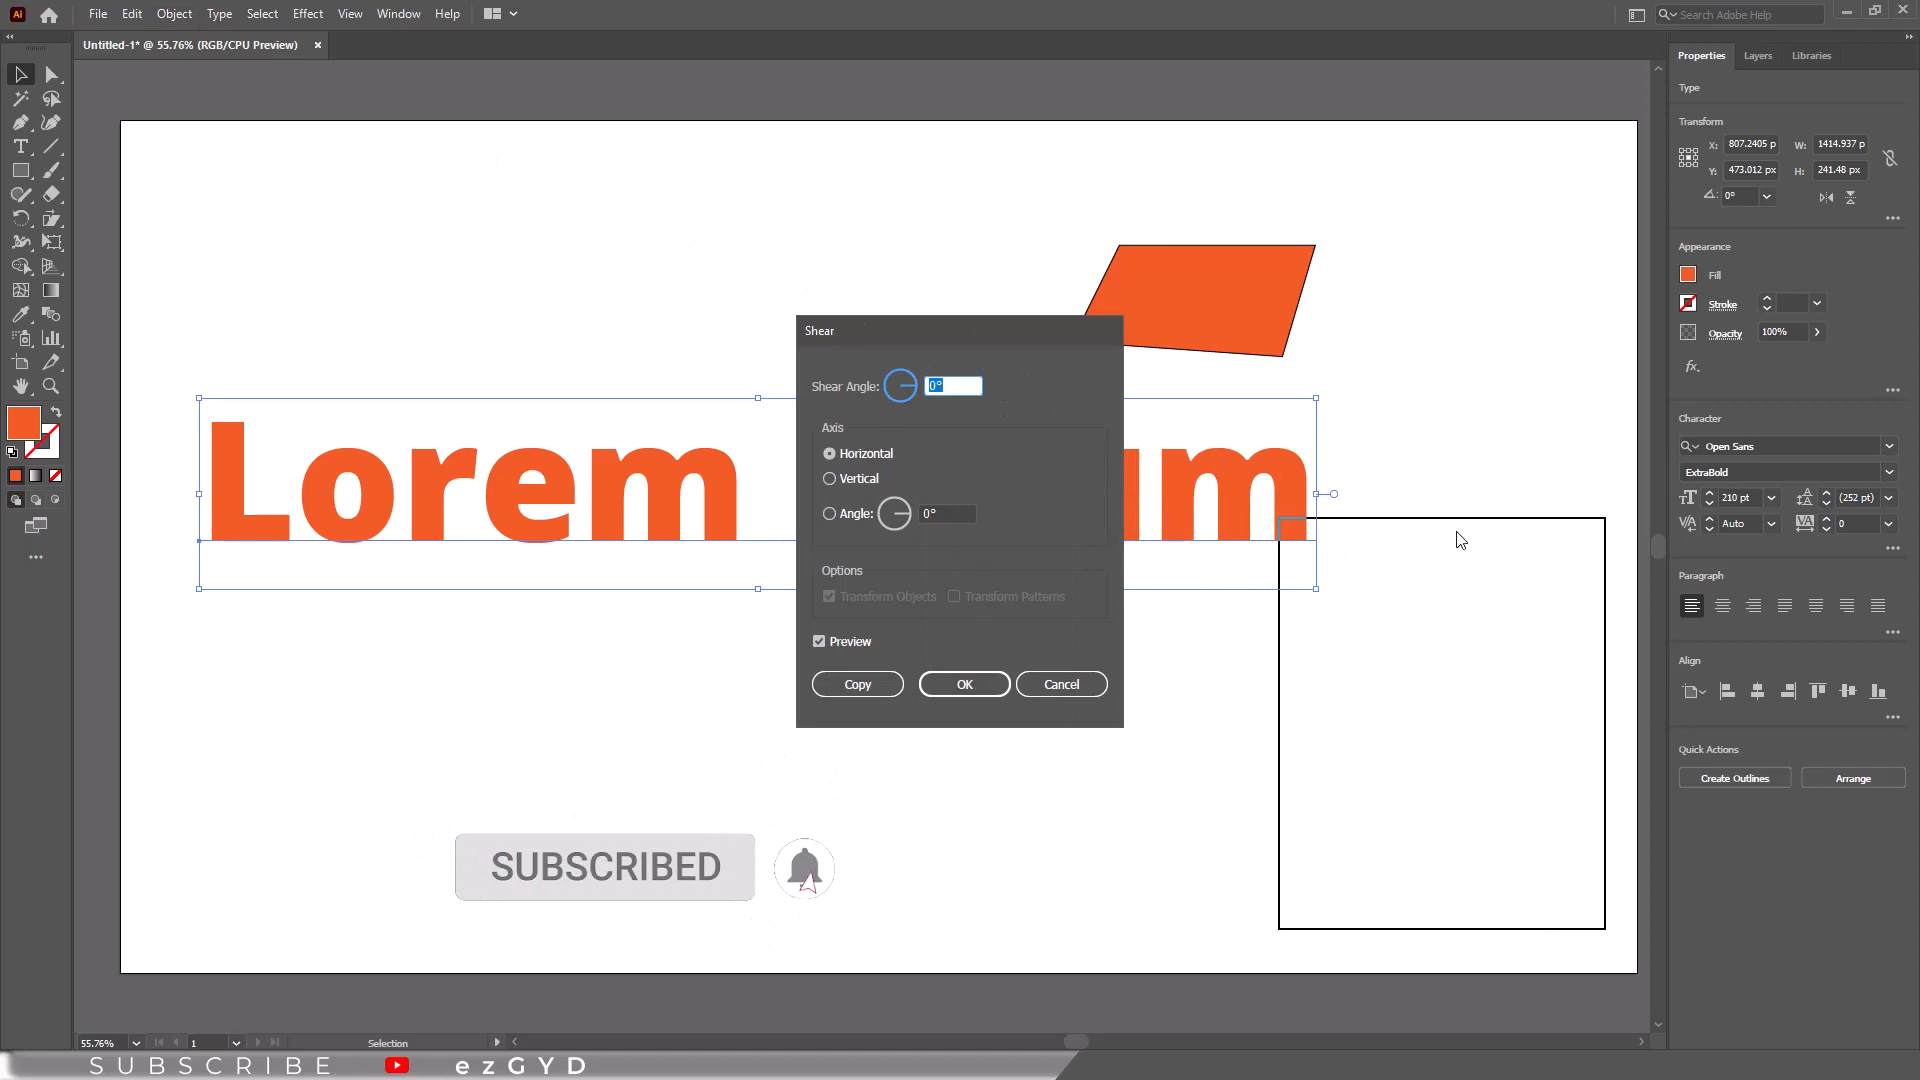 Ai File Edit Object Type Select Effect View Window Help Search Adobe Help
Untitled-1* @ 55.76% (RGB/CPU Preview)
Properties Layers Libraries
Type
Transform
X: 807.2405 p W: 1414.937 p
Y: 473.012 px H: 241.48 px
0°
Appearance
Fill
Stroke
Opacity 100%
fx
Character
Open Sans
ExtraBold
210 pt (252 pt)
Auto 0
Paragraph
Align
Quick Actions
Create Outlines Arrange
Shear
Shear Angle: 0°
Axis
Horizontal
Vertical
Angle: 0°
Options
Transform Objects Transform Patterns
Preview
Copy OK Cancel
Lorem um
SUBSCRIBED
55.76% 1 Selection
SUBSCRIBE ezGYD